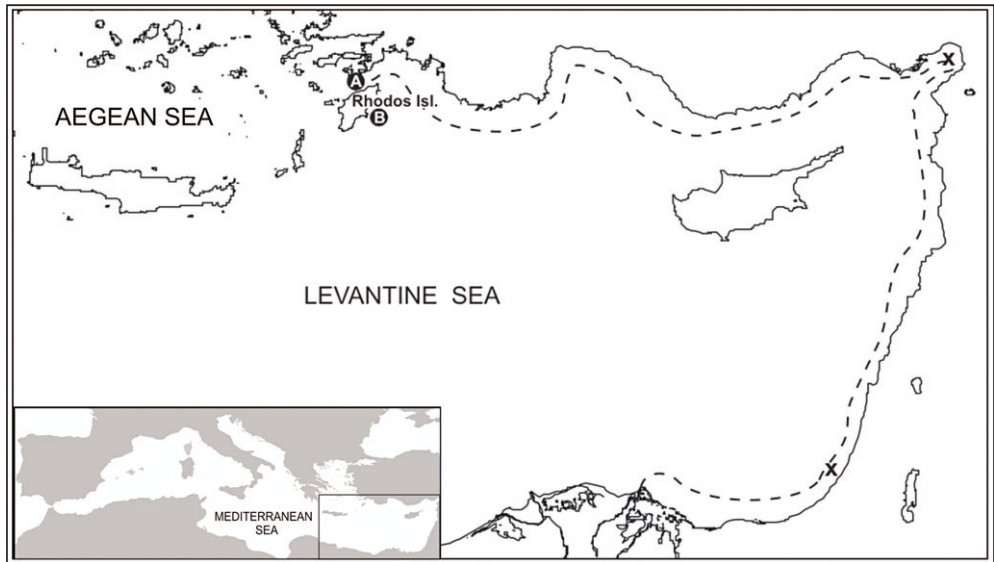 A
Rhodos Isl.
B
AEGEAN SEA
X
LEVANTINE SEA
X
MEDITERRANEAN
SEA